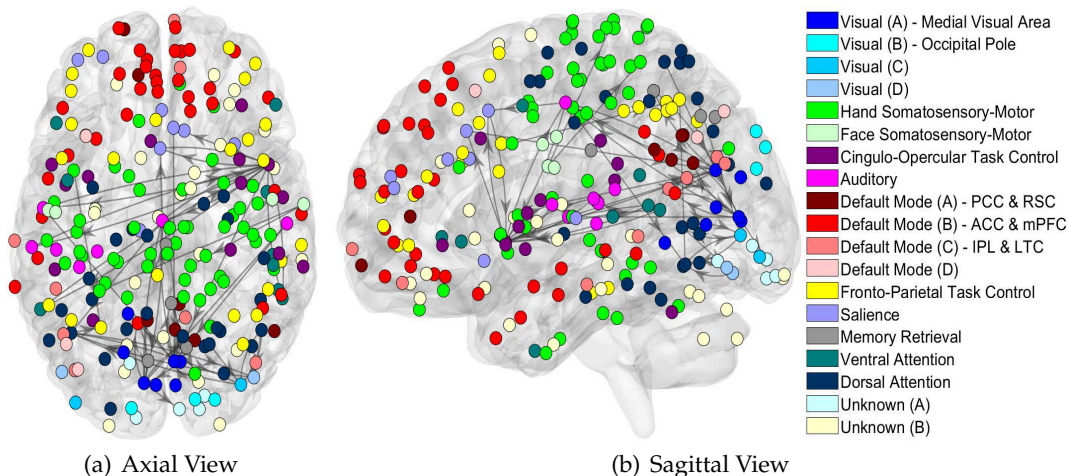 Visual (A) - Medial Visual Area
Visual (B) - Occipital Pole
Visual (C)
Visual (D)
Hand Somatosensory-Motor
Face Somatosensory-Motor
Cingulo-Opercular Task Control
Auditory
Default Mode (A) - PCC & RSC
Default Mode (B) - ACC & mPFC
Default Mode (C) - IPL & LTC
Default Mode (D)
Fronto-Parietal Task Control
Salience
Memory Retrieval
Ventral Attention
Dorsal Attention
Unknown (A)
Unknown (B)
(a) Axial View
(b) Sagittal View